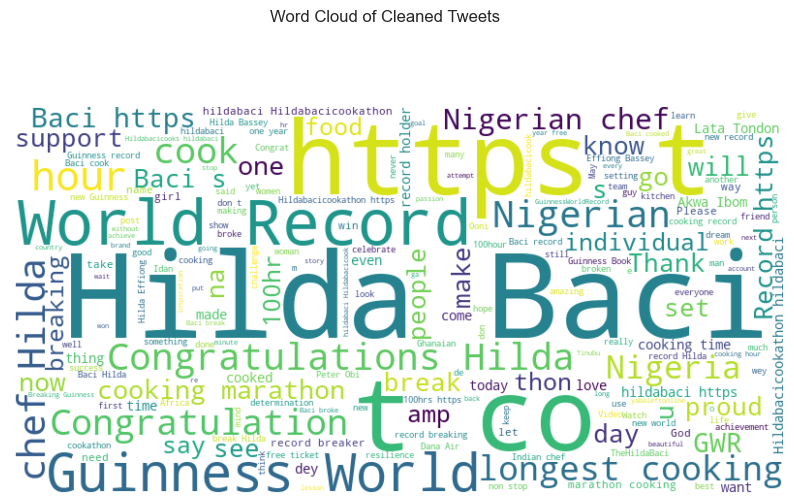 Word Cloud of Cleaned Tweets
Hilda Baci
https t
t co
World Record
Guinness World
Congratulations Hilda
Congratulation
longest cooking
Nigerian chef
Nigerian
Nigeria
Baci https
support
hour
cook
Baci s
one
food
hildabaci Hildabacicookathon
record holder
know
will
go
s
Lata Tondon
Effiong Bassey
Akwa Ibom
Please
way
learn
give
another
setting
team
guy
kitchen
individual
Thank
set
Record https
Hilda
breaking
chef
now
na
100hr
people
make
come
even
win
woman
celebrate
look
Hilda Bassey
one year
Congrat
Guinness record
Baci cook
new Guinness
name
girl
said
yet
Women
making
don t
show
post
good
Idan
take
made
thing
well
something
Hilda Effiong
challenge
Hildabacicookathon https
100hour
Ooni
Baci record
still
Guinness Book
broken
man
work
dream
friend
cooking record
new record
GuinnessWorldRecord
year free
Baci cooked
great
many
never
attempt
passion
goal
story
hr
stop
May
every
person
much
best
cooking marathon
break
thon
amp
day
u
proud
GWR
say
see
dey
want
today
love
let
cooking time
record Hilda
cooking hour
hildabaci https
everyone
really
amazing
hope
Ghanaian
Peter Obi
Tinubu
cooked
done
minute
Baci break
Baci Hilda
success
Breaking Guinness
first
time
Africa
determination
mind
break Hilda
record breaker
free ticket
resilience
cookathon
need
think
lesson
Baci broke
100hrs https
back
record breaking
Dana Air
keep
Indian chef
non stop
marathon cooking
Video
Watch
use
new world
God
life
achievement
beautiful
TheHildaBaci
wey
long
new
de
account
next
country
brand
without
wait
won
put
going
broke
achieve
Hildabacicookathon hildabaci